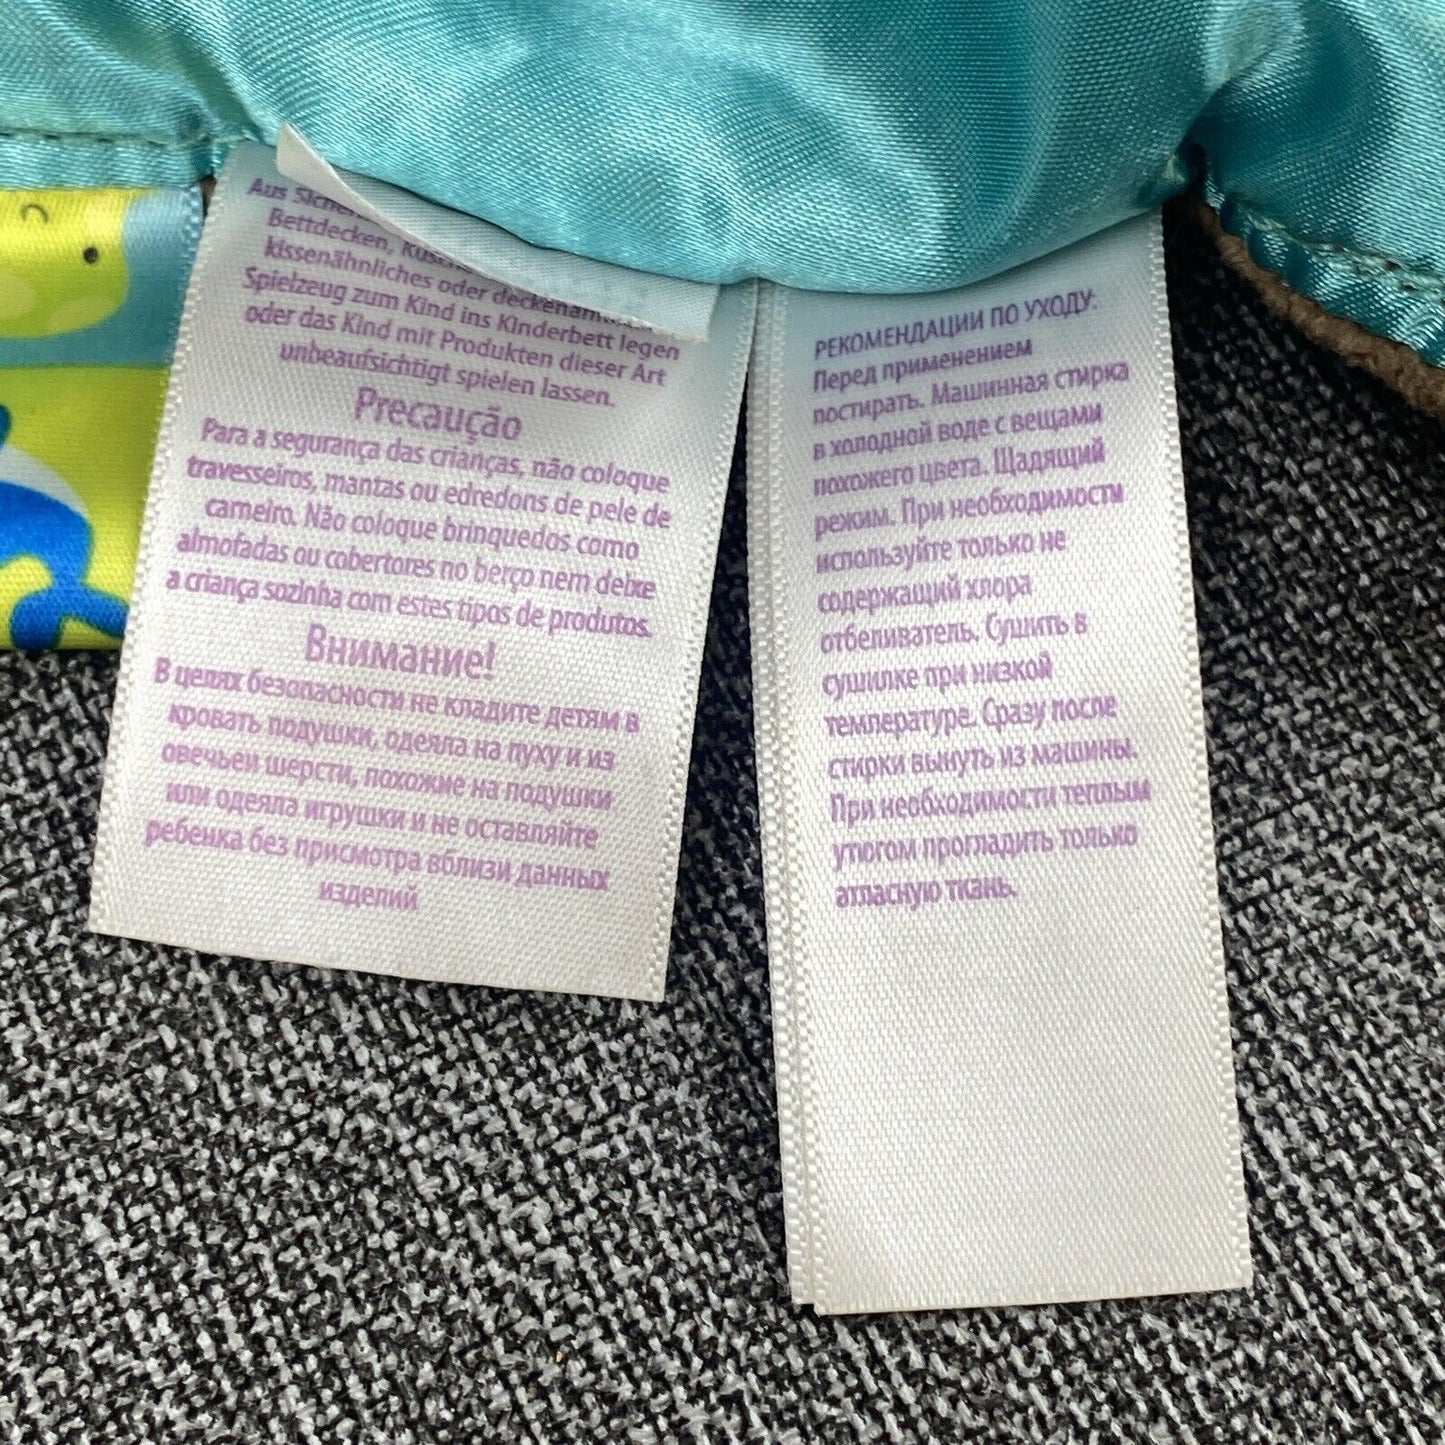 Aus
Bettdecken,
kissenähnliches oder
Spielzeug zum Kind ins Kinderbett legen
oder das Kind mit Produkten dieser Art
unbeaufsichtigt spielen lassen.
Precaução
Para a segurança das crianças, não coloque
travesseiros, mantas ou edredons de pele de
carneiro. Não coloque brinquedos como
almofadas ou cobertores no berço nem deixe
a criança sozinha com estes tipos de produtos.
Внимание!
В целях безопасности не кладите детям в
кровать подушки, одеяла на пуху и из
овечьей шерсти, похожие на подушки
или одеяла игрушки и не оставляйте
ребенка без присмотра вблизи данных
изделий
РЕКОМЕНДАЦИИ ПО УХОДУ:
Перед применением
постирать. Машинная стирка
в холодной воде с вещами
похожего цвета. Щадящий
режим. При необходимости
используйте только не
содержащий хлора
отбеливатель. Сушить в
сушилке при низкой
температуре. Сразу после
стирки вынуть из машины.
При необходимости теплым
утюгом прогладить только
атласную ткань.